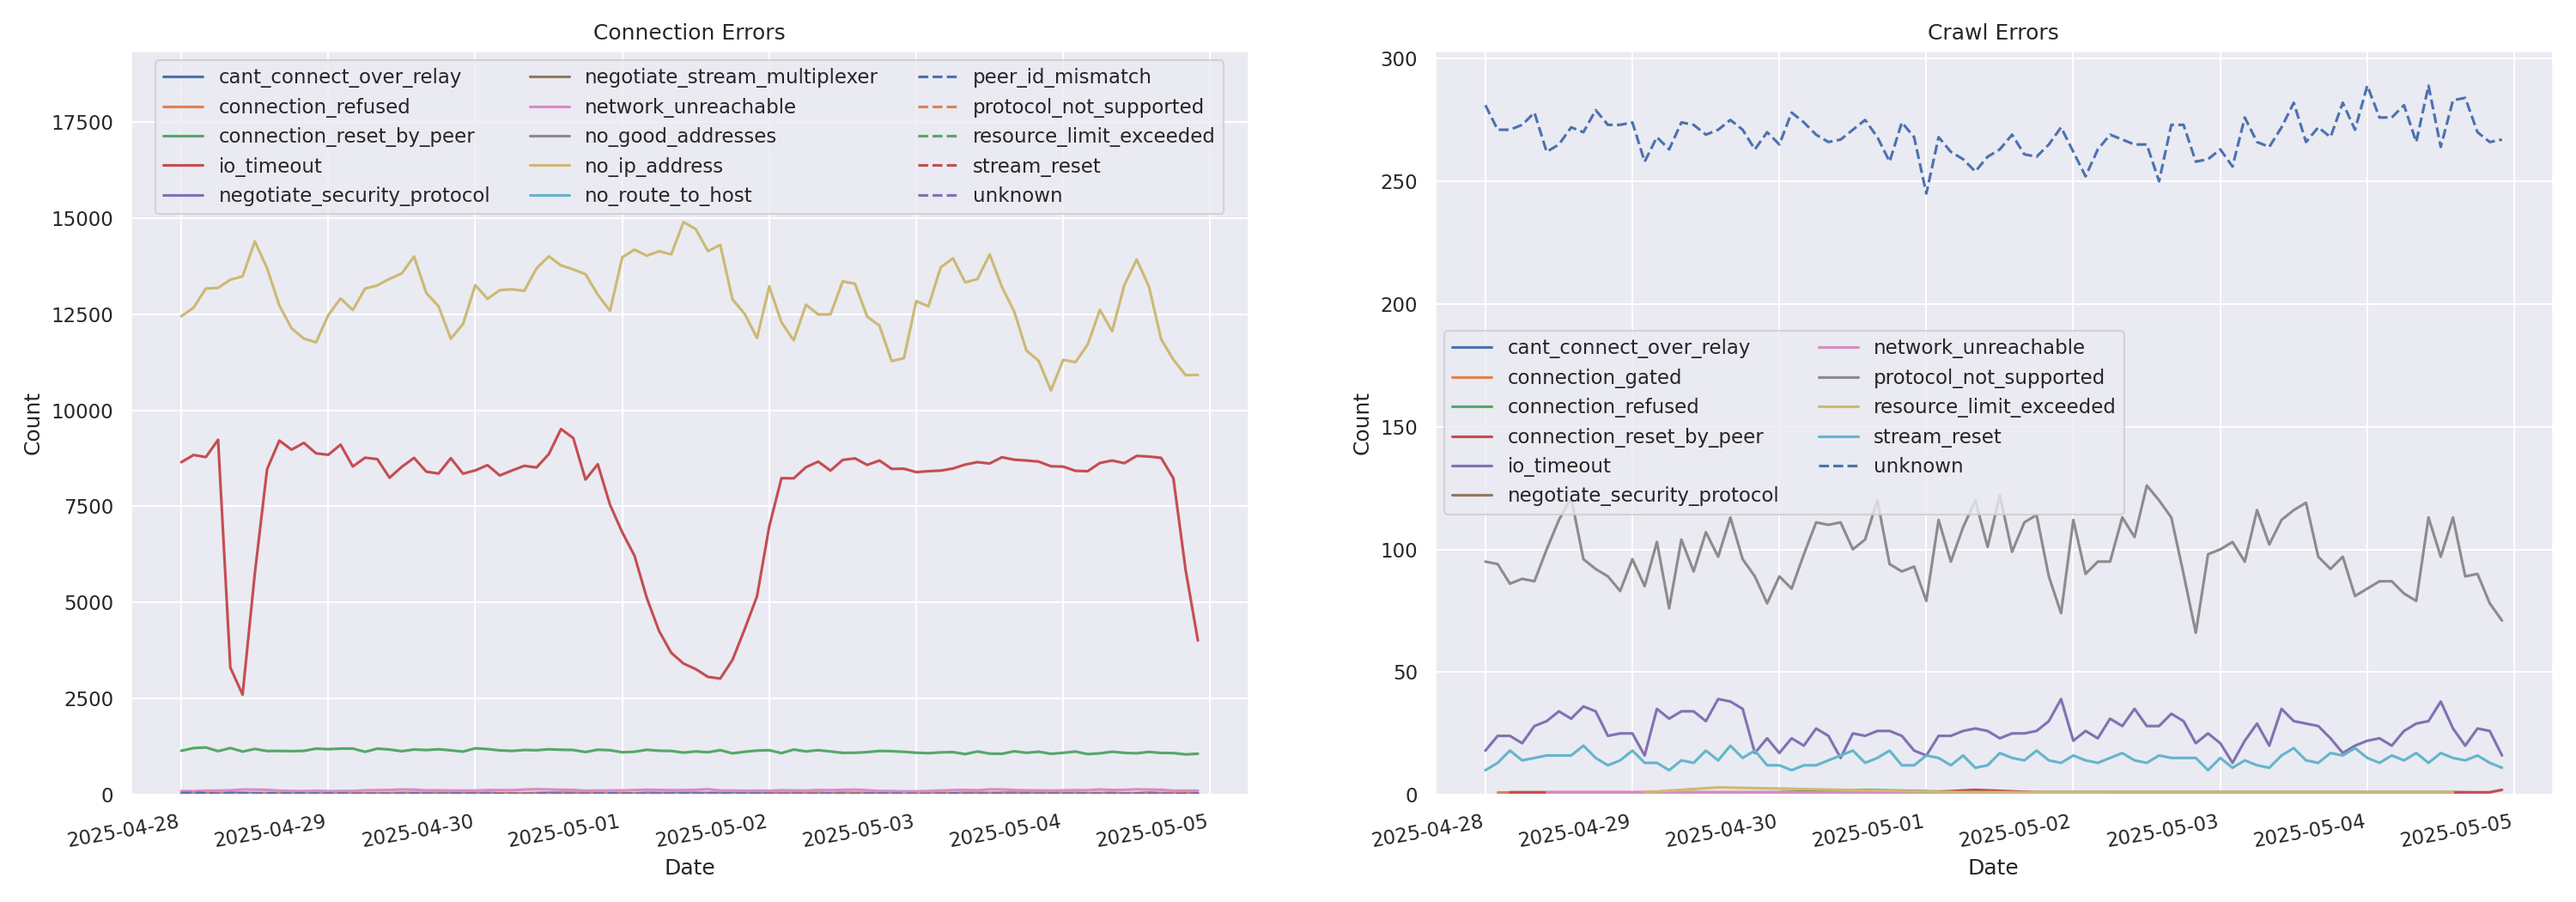 Connection Errors
17500
15000
12500
10000
7500
5000
2500
0
Count
cant_connect_over_relay
connection_refused
connection_reset_by_peer
io_timeout
negotiate_security_protocol
negotiate_stream_multiplexer
network_unreachable
no_good_addresses
no_ip_address
no_route_to_host
peer_id_mismatch
protocol_not_supported
resource_limit_exceeded
stream_reset
unknown
2025-04-28
2025-04-29
2025-04-30
2025-05-01
2025-05-02
2025-05-03
2025-05-04
2025-05-05
Date
Crawl Errors
300
250
200
150
100
50
0
Count
cant_connect_over_relay
connection_gated
connection_refused
connection_reset_by_peer
io_timeout
negotiate_security_protocol
network_unreachable
protocol_not_supported
resource_limit_exceeded
stream_reset
unknown
2025-04-28
2025-04-29
2025-04-30
2025-05-01
2025-05-02
2025-05-03
2025-05-04
2025-05-05
Date